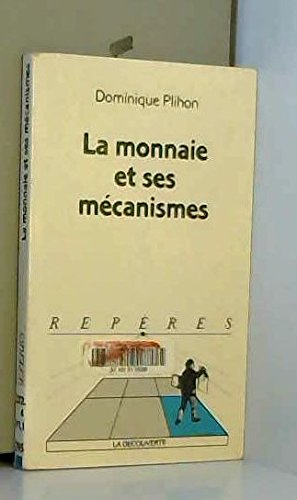 Dominique Plihon
La monnaie
et ses
mécanismes
REPÈRES
LA DÉCOUVERTE
La monnaie et ses mécanismes